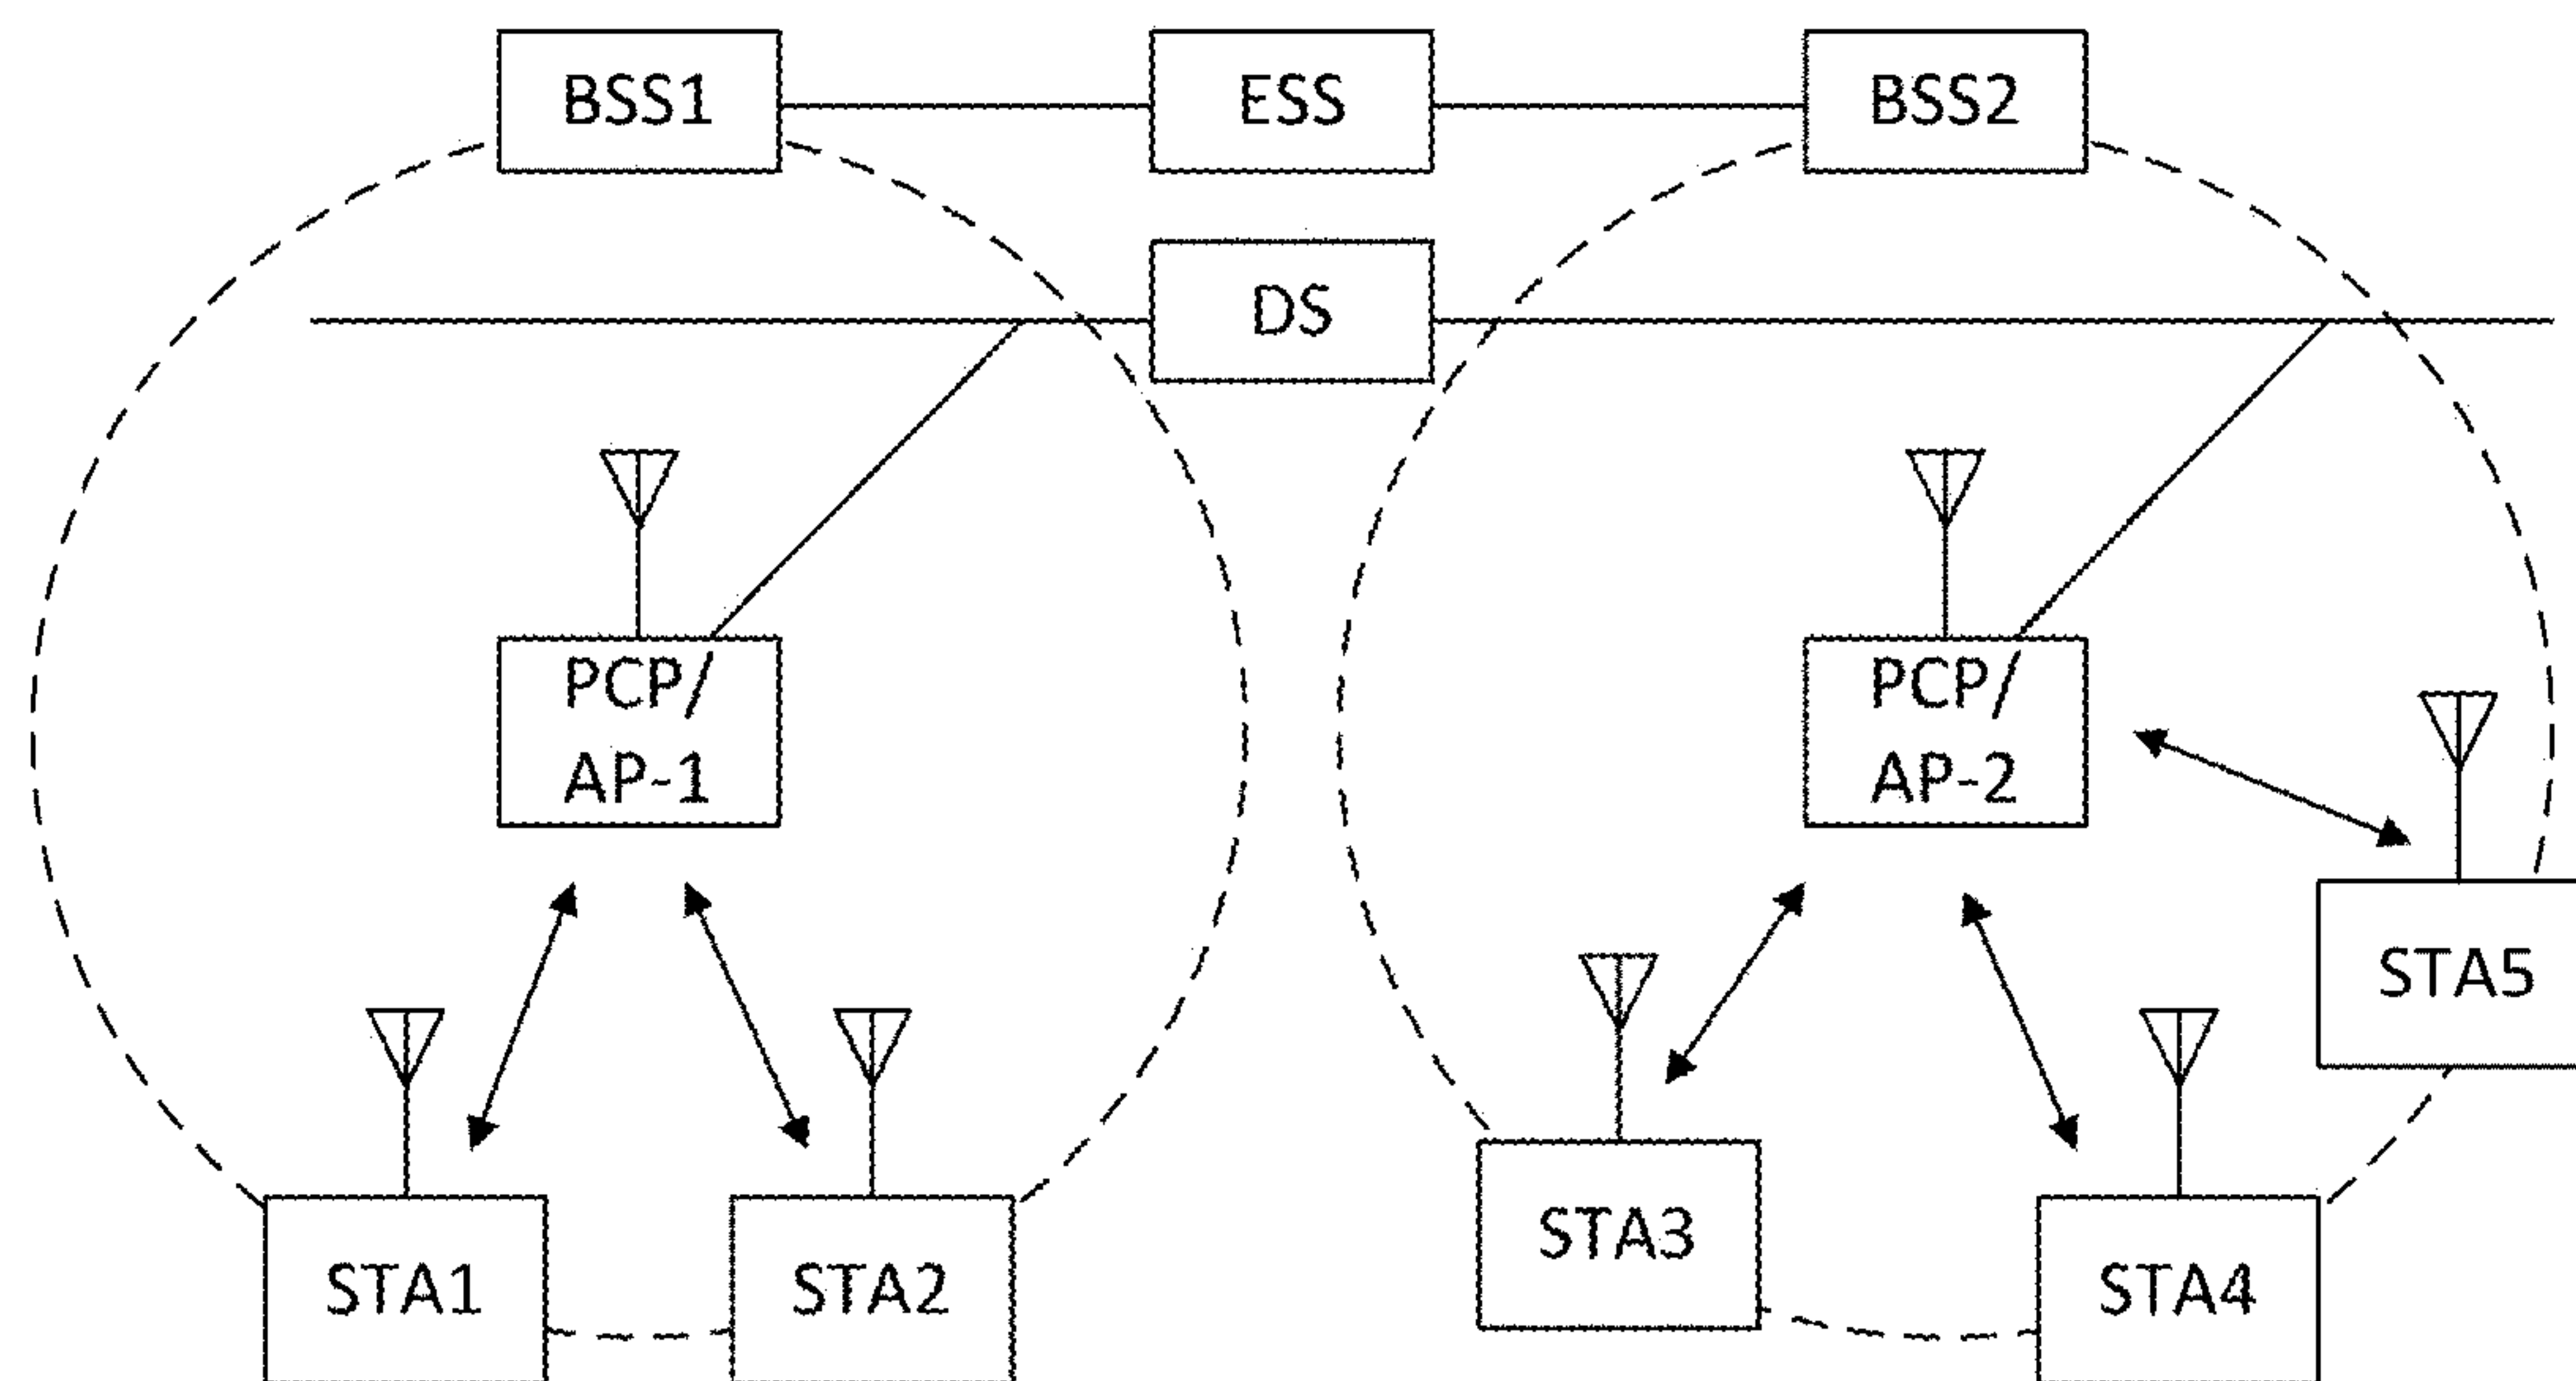 BSS1
ESS
BSS2
DS
PCP/
AP-1
PCP/
AP-2
STA5
STA3
STA1
STA2
STA4